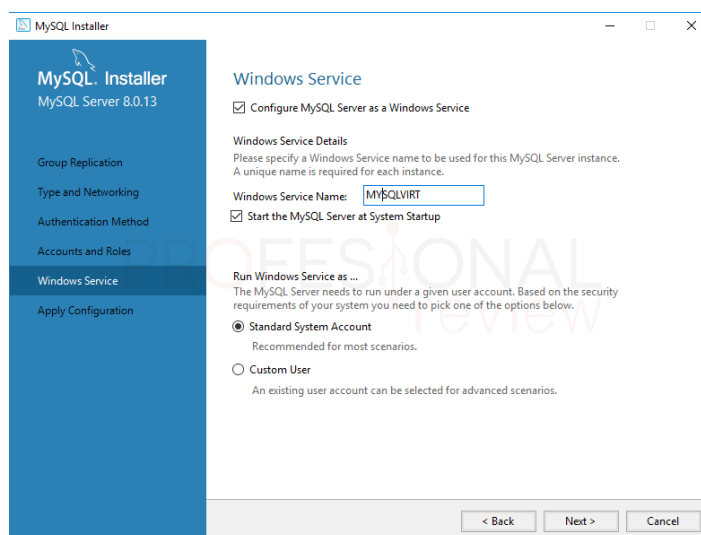 MySQL Installer
MySQL. Installer
MySQL Server 8.0.13
Group Replication
Type and Networking
Authentication Method
Accounts and Roles
Windows Service
Apply Configuration
Windows Service
Configure MySQL Server as a Windows Service
Windows Service Details
Please specify a Windows Service name to be used for this MySQL Server instance.
A unique name is required for each instance.
Windows Service Name: MYSQLVIRT
Start the MySQL Server at System Startup
Run Windows Service as ...
The MySQL Server needs to run under a given user account. Based on the security
requirements of your system you need to pick one of the options below.
Standard System Account
Recommended for most scenarios.
Custom User
An existing user account can be selected for advanced scenarios.
< Back Next > Cancel
PROFESIONAL
review